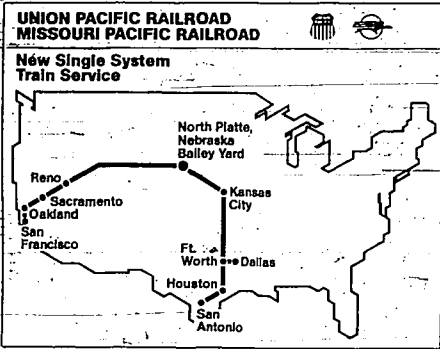 UNION PACIFIC RAILROAD
MISSOURI PACIFIC RAILROAD
New Single System
Train Service
North Platte,
Nebraska
Bailey Yard
Reno
Sacramento
Oakland
San
Francisco
Kansas
City
Ft.
Worth
Dallas
Houston
San
Antonio